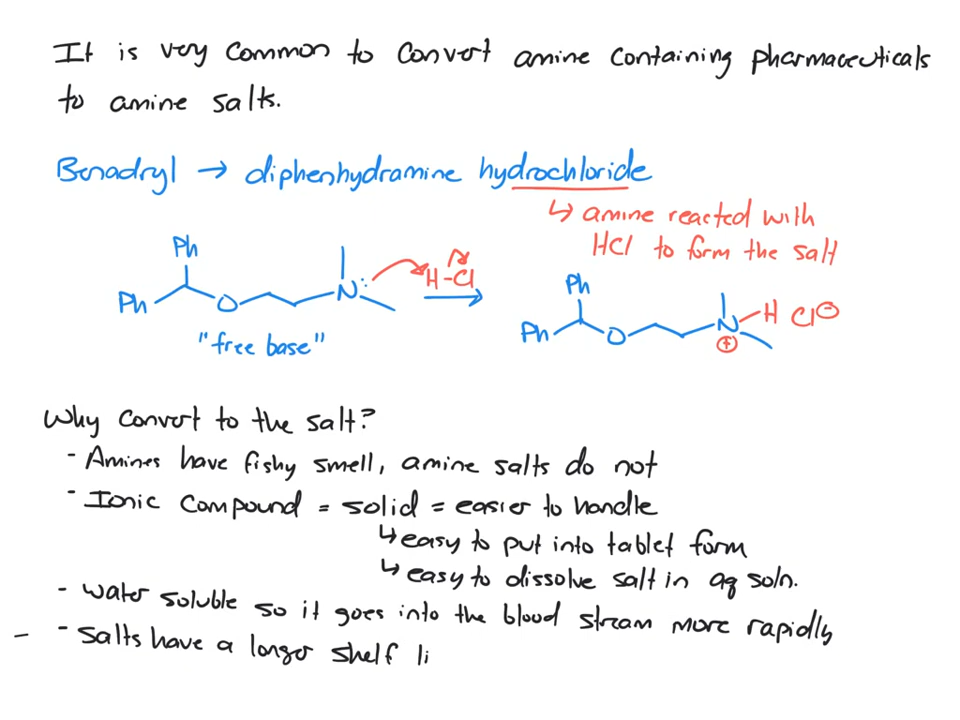 It is very common to convert amine containing pharmaceuticals
to amine salts.
Benadryl → diphenhydramine hydrochloride
↳ amine reacted with
HCl to form the salt
Ph
Ph O N: H-Cl
"free base"
Ph
Ph O N H Cl⊖
⊕
Why convert to the salt?
- Amines have fishy smell, amine salts do not
- Ionic compound = solid = easier to handle
↳ easy to put into tablet form
↳ easy to dissolve salt in aq soln.
- water soluble so it goes into the blood stream more rapidly
- Salts have a longer shelf li